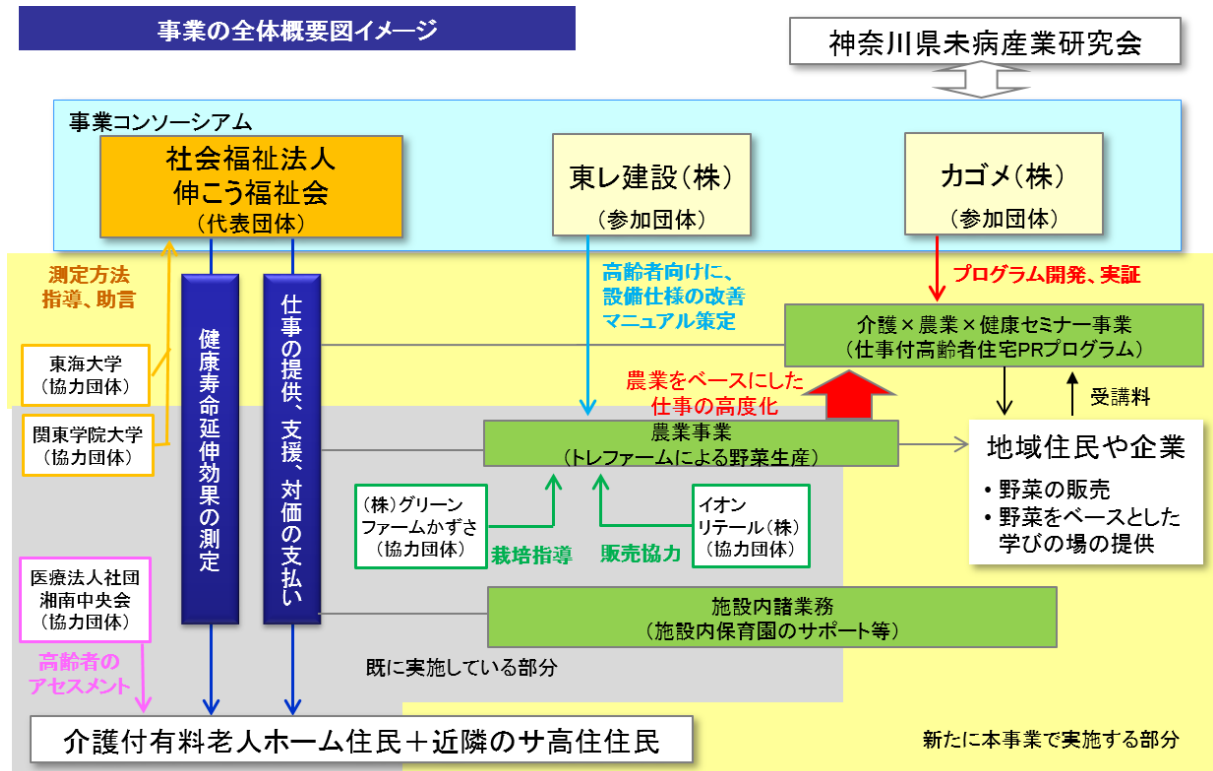 事業の全体概要図イメージ
神奈川県未病産業研究会
事業コンソーシアム
社会福祉法人
伸こう福祉会
(代表団体)
東レ建設(株)
(参加団体)
カゴメ(株)
(参加団体)
測定方法
指導、助言
高齢者向けに、
設備仕様の改善
マニュアル策定
プログラム開発、実証
健康寿命延伸効果の測定
仕事の提供、支援、対価の支払い
介護×農業×健康セミナー事業
(仕事付高齢者住宅PRプログラム)
東海大学
(協力団体)
農業をベースにした
仕事の高度化
受講料
関東学院大学
(協力団体)
農業事業
(トレファームによる野菜生産)
地域住民や企業
・野菜の販売
・野菜をベースとした
学びの場の提供
(株)グリーン
ファームかずさ
(協力団体)
イオン
リテール(株)
(協力団体)
栽培指導
販売協力
医療法人社団
湘南中央会
(協力団体)
施設内諸業務
(施設内保育園のサポート等)
高齢者の
アセスメント
既に実施している部分
介護付有料老人ホーム住民+近隣のサ高住住民
新たに本事業で実施する部分